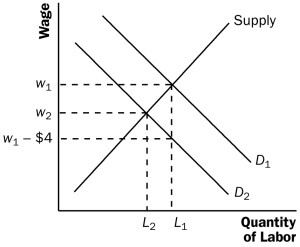 Wage
Supply
w1
w2
w1 − $4
D1
D2
L2
L1
Quantity
of Labor